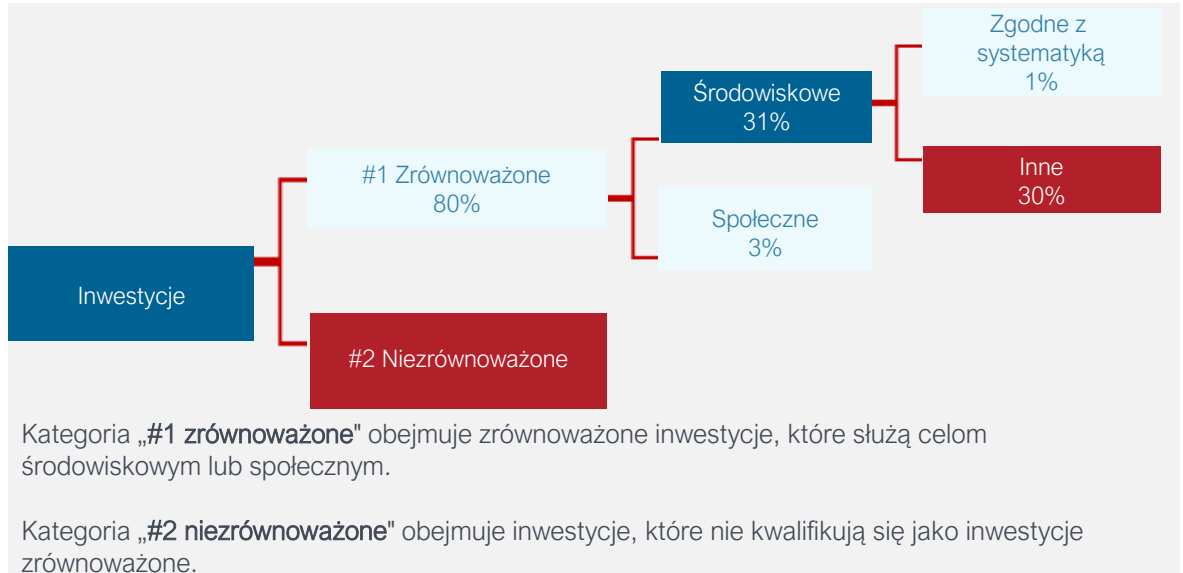 Zgodne z
systematyką
1%
Środowiskowe
31%
Inne
30%
#1 Zrównoważone
80%
Społeczne
3%
Inwestycje
#2 Niezrównoważone
Kategoria „#1 zrównoważone" obejmuje zrównoważone inwestycje, które służą celom
środowiskowym lub społecznym.
Kategoria „#2 niezrównoważone" obejmuje inwestycje, które nie kwalifikują się jako inwestycje
zrównoważone.